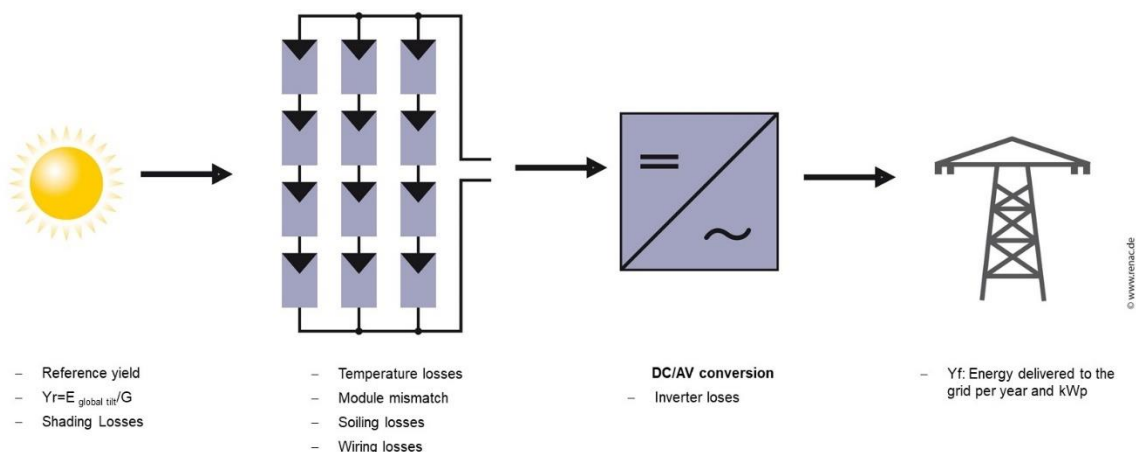 – Reference yield
– Yr=E global tilt/G
– Shading Losses
– Temperature losses
– Module mismatch
– Soiling losses
– Wiring losses
DC/AV conversion
– Inverter loses
– Yf: Energy delivered to the
grid per year and kWp
© www.renac.de